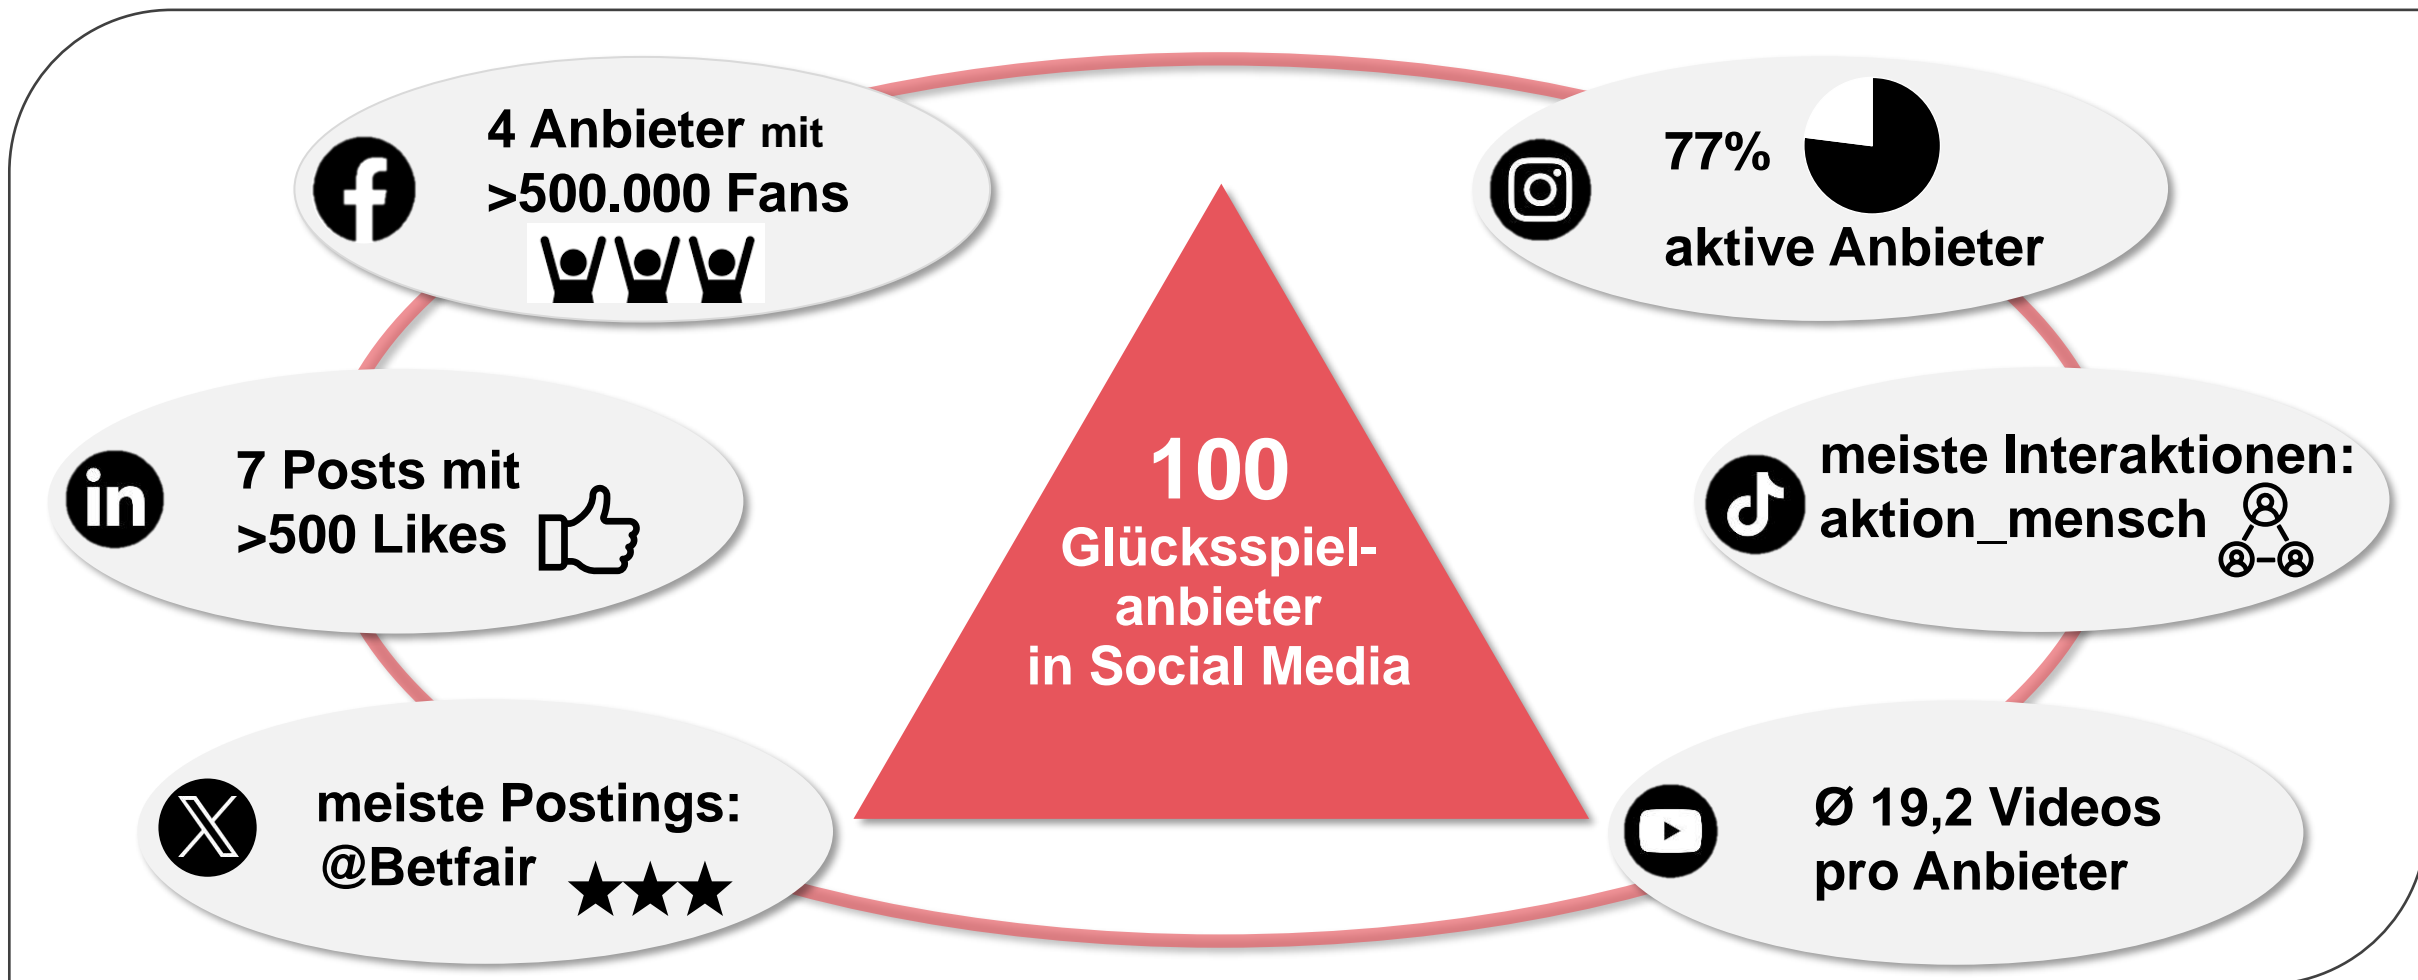 4 Anbieter mit
>500.000 Fans
77%
aktive Anbieter
7 Posts mit
>500 Likes
100
Glücksspiel-
anbieter
in Social Media
meiste Interaktionen:
aktion_mensch
meiste Postings:
@Betfair
Ø 19,2 Videos
pro Anbieter